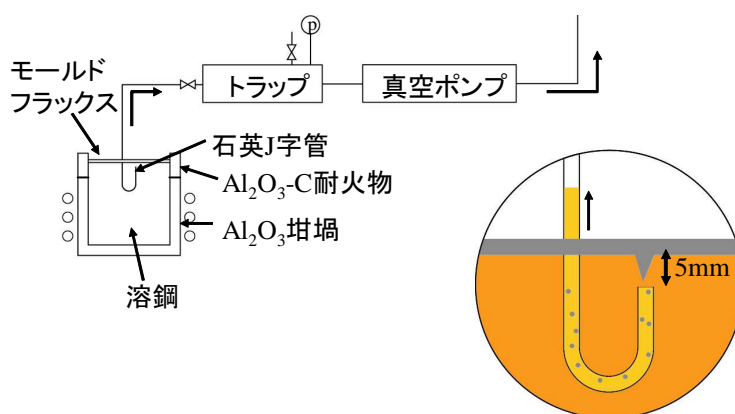 p
モールド
フラックス
トラップ
真空ポンプ
石英J字管
Al₂O₃-C耐火物
Al₂O₃坩堝
溶鋼
5mm